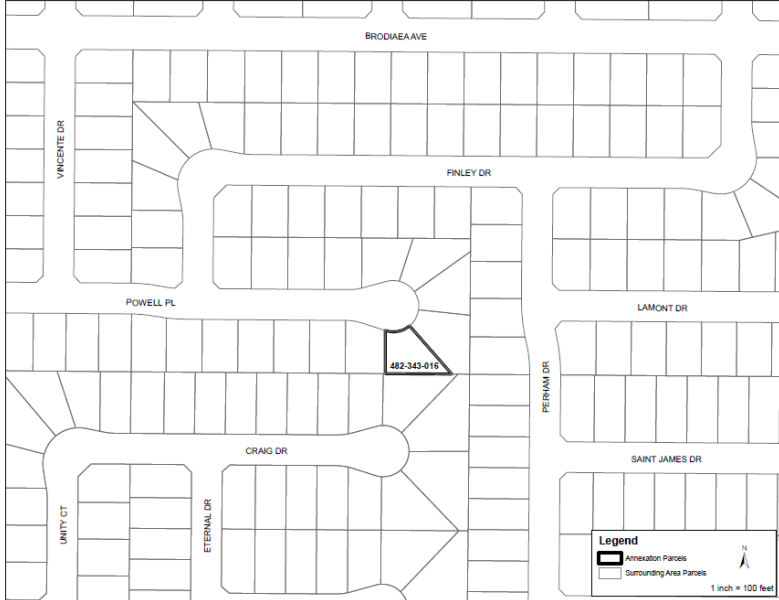 BRODIAEA AVE
VINCENTE DR
FINLEY DR
POWELL PL
LAMONT DR
482-343-016
PERHAM DR
CRAIG DR
SAINT JAMES DR
UNITY CT
ETERNAL DR
Legend
Annexation Parcels
Surrounding Area Parcels
N
1 inch = 100 feet